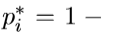 $p_i^* = 1 -$